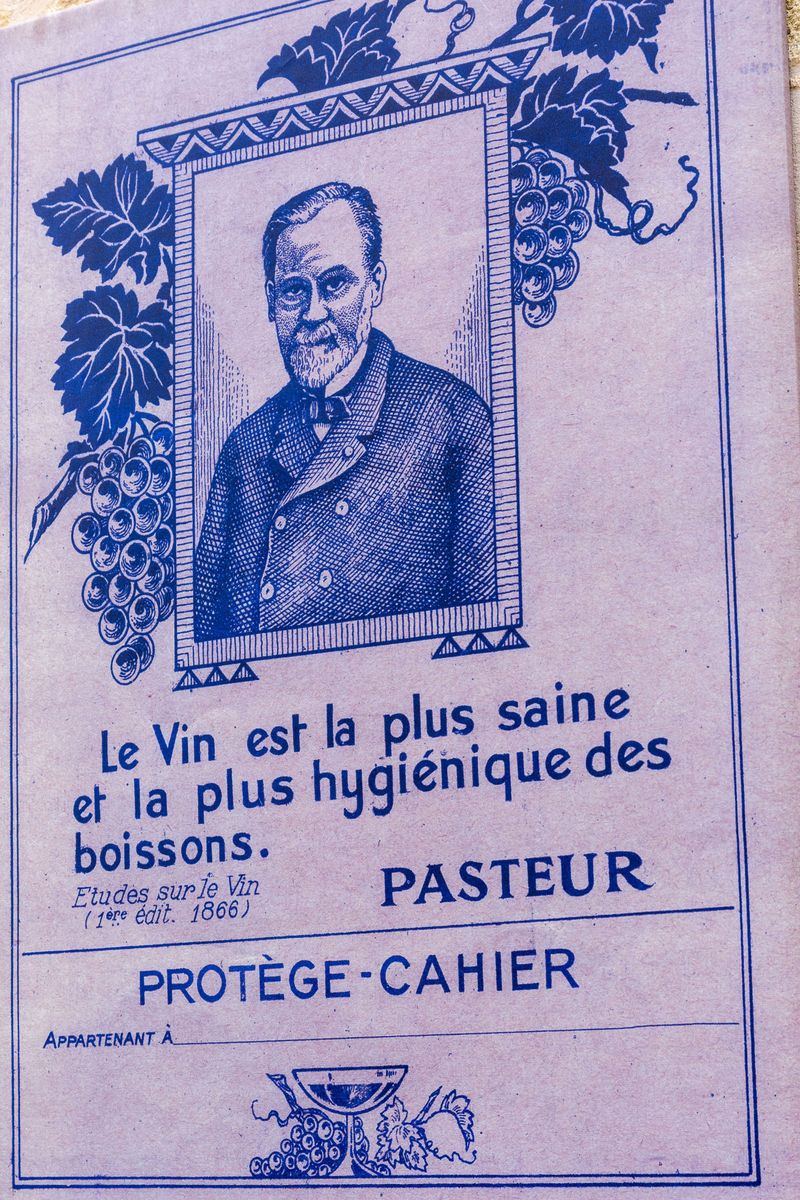 Le Vin est la plus saine
et la plus hygiénique des
boissons.
Etudes sur le Vin
(1ère édit. 1866)
PASTEUR
PROTÈGE-CAHIER
APPARTENANT À